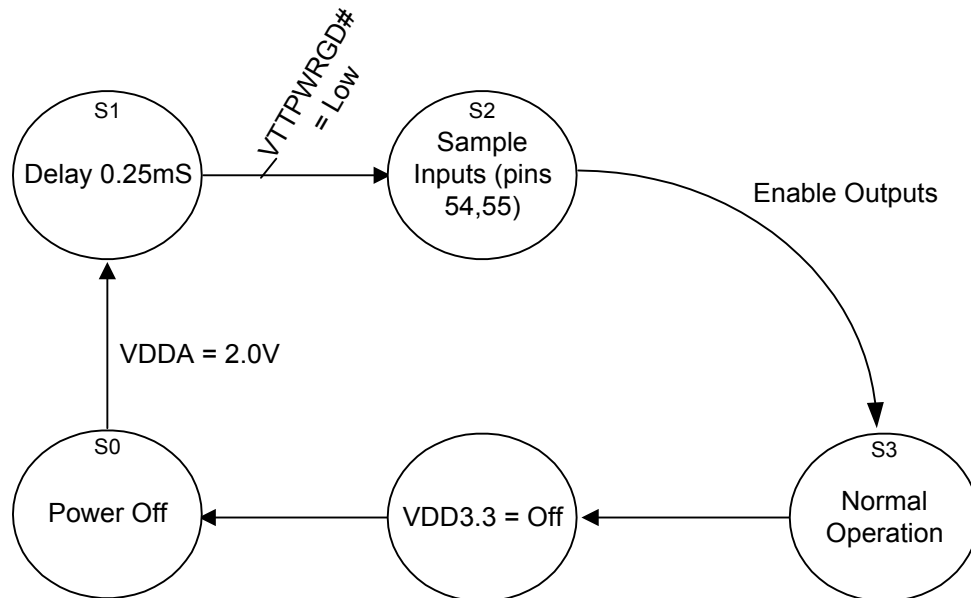 VTTPWRGD#
= Low
S1
Delay 0.25mS
S2
Sample
Inputs (pins
54,55)
Enable Outputs
VDDA = 2.0V
S0
Power Off
VDD3.3 = Off
S3
Normal
Operation